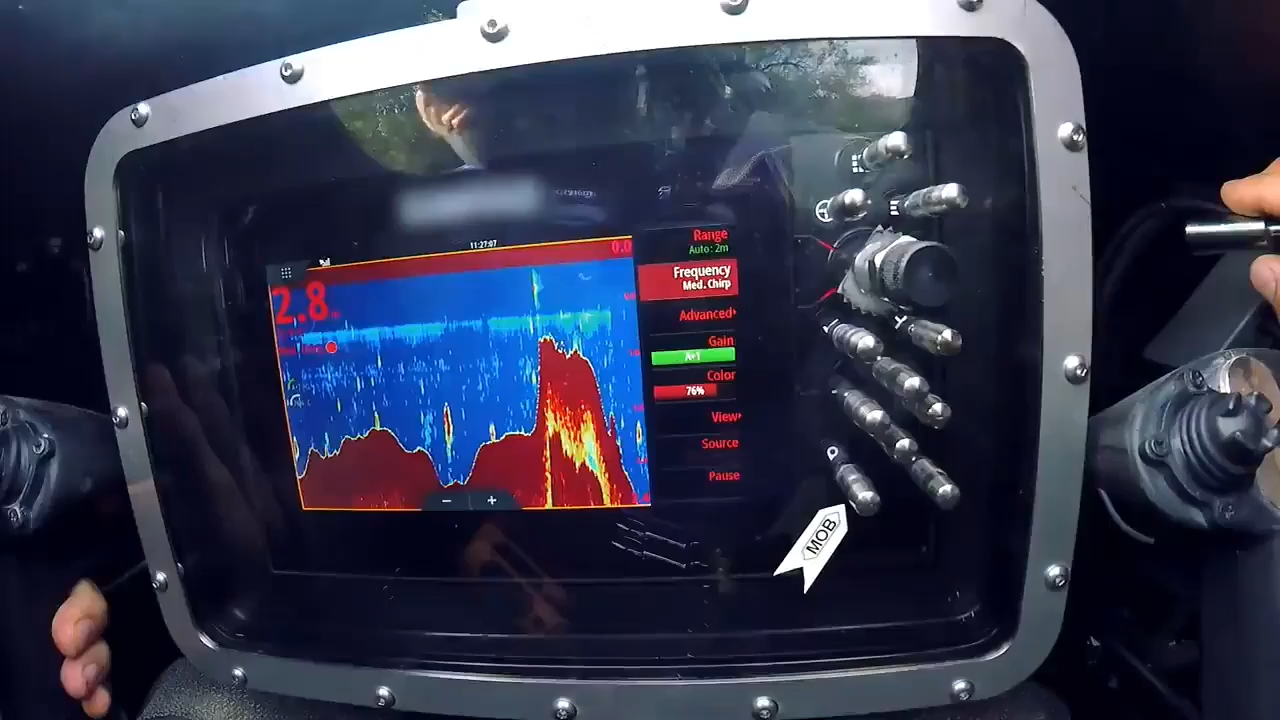 11:27:07
0.0
2.8
Range
Auto: 2m
Frequency
Med. Chirp
Advanced
Gain
A+1
Color
76%
View
Source
Pause
− +
MOB